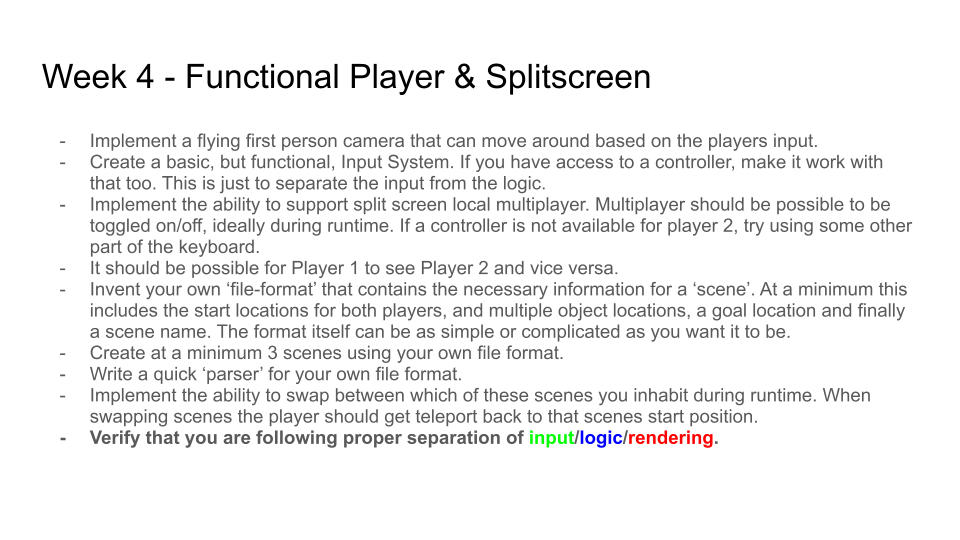 Week 4 - Functional Player & Splitscreen
- Implement a flying first person camera that can move around based on the players input.
- Create a basic, but functional, Input System. If you have access to a controller, make it work with
that too. This is just to separate the input from the logic.
- Implement the ability to support split screen local multiplayer. Multiplayer should be possible to be
toggled on/off, ideally during runtime. If a controller is not available for player 2, try using some other
part of the keyboard.
- It should be possible for Player 1 to see Player 2 and vice versa.
- Invent your own ‘file-format’ that contains the necessary information for a ‘scene’. At a minimum this
includes the start locations for both players, and multiple object locations, a goal location and finally
a scene name. The format itself can be as simple or complicated as you want it to be.
- Create at a minimum 3 scenes using your own file format.
- Write a quick ‘parser’ for your own file format.
- Implement the ability to swap between which of these scenes you inhabit during runtime. When
swapping scenes the player should get teleport back to that scenes start position.
- Verify that you are following proper separation of input/logic/rendering.